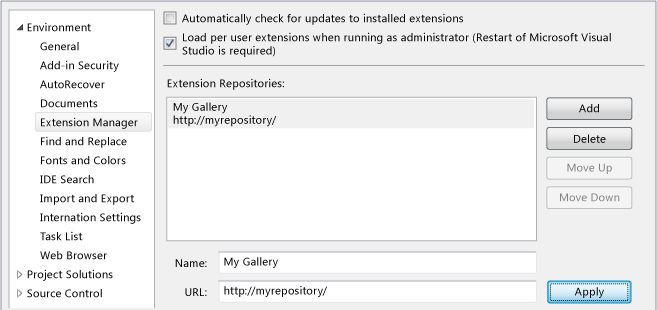 Environment
General
Add-in Security
AutoRecover
Documents
Extension Manager
Find and Replace
Fonts and Colors
IDE Search
Import and Export
Internation Settings
Task List
Web Browser
Project Solutions
Source Control
Automatically check for updates to installed extensions
Load per user extensions when running as administrator (Restart of Microsoft Visual
Studio is required)
Extension Repositories:
My Gallery
http://myrepository/
Add
Delete
Move Up
Move Down
Name: My Gallery
URL: http://myrepository/
Apply